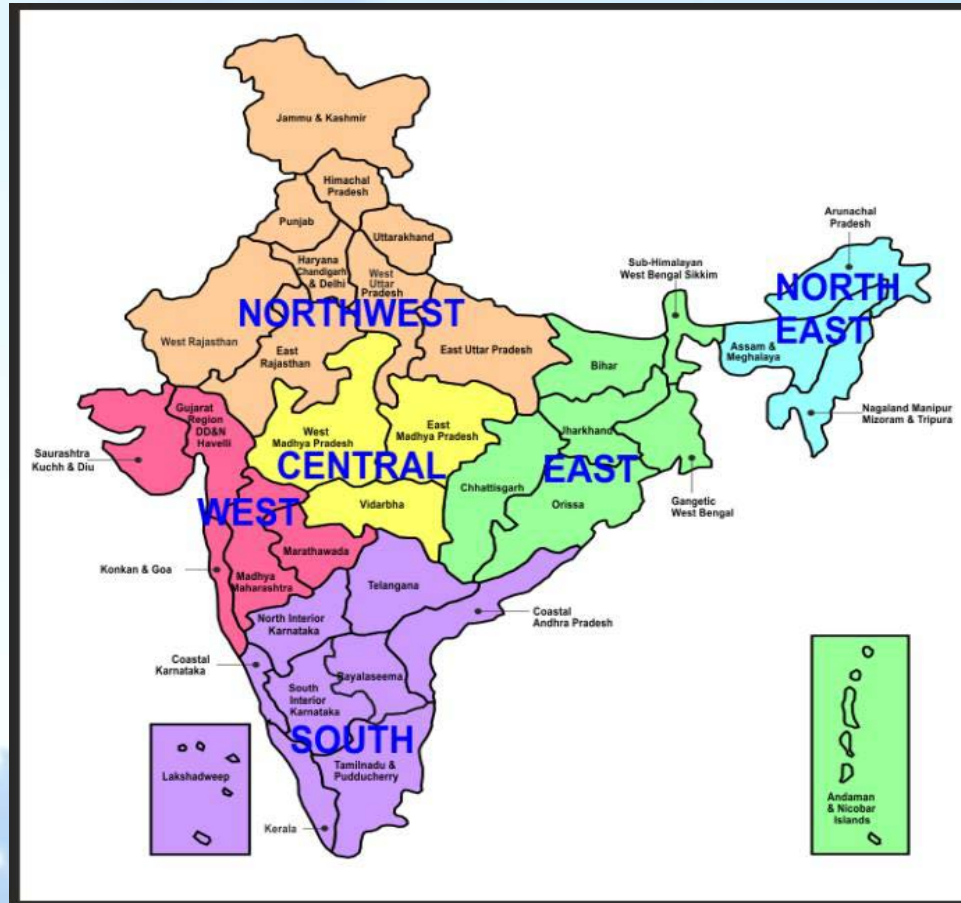 Jammu & Kashmir
Himachal
Pradesh
Punjab
Uttarakhand
Haryana
Chandigarh
& Delhi
West
Uttar
Pradesh
NORTHWEST
West Rajasthan
East
Rajasthan
East Uttar Pradesh
Arunachal
Pradesh
Sub-Himalayan
West Bengal Sikkim
NORTH
EAST
Assam &
Meghalaya
Nagaland Manipur
Mizoram & Tripura
Bihar
Jharkhand
EAST
Chhattisgarh
Orissa
Gangetic
West Bengal
Gujarat
Region
DD&N
Havelli
Saurashtra
Kuchh & Diu
West
Madhya Pradesh
East
Madhya Pradesh
CENTRAL
Vidarbha
WEST
Marathawada
Konkan & Goa
Madhya
Maharashtra
Telangana
North Interior
Karnataka
Coastal
Andhra Pradesh
Coastal
Karnataka
Rayalaseema
South
Interior
Karnataka
SOUTH
Tamilnadu &
Pudducherry
Lakshadweep
Kerala
Andaman
& Nicobar
Islands